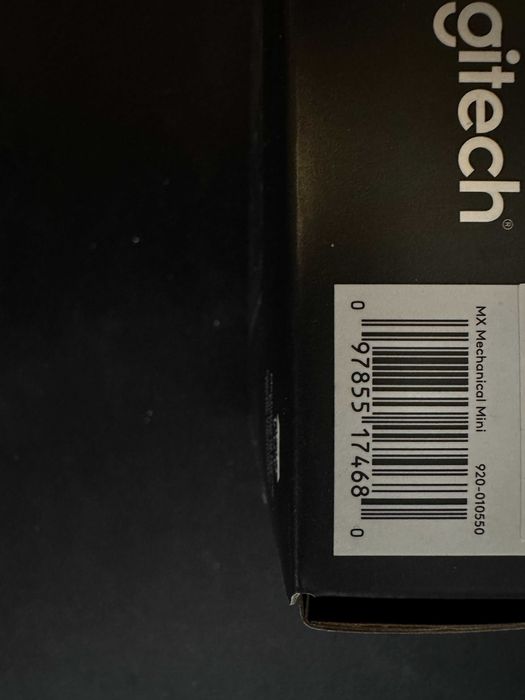 gitech®
MX Mechanical Mini 920-010550
0 97855 17468 0